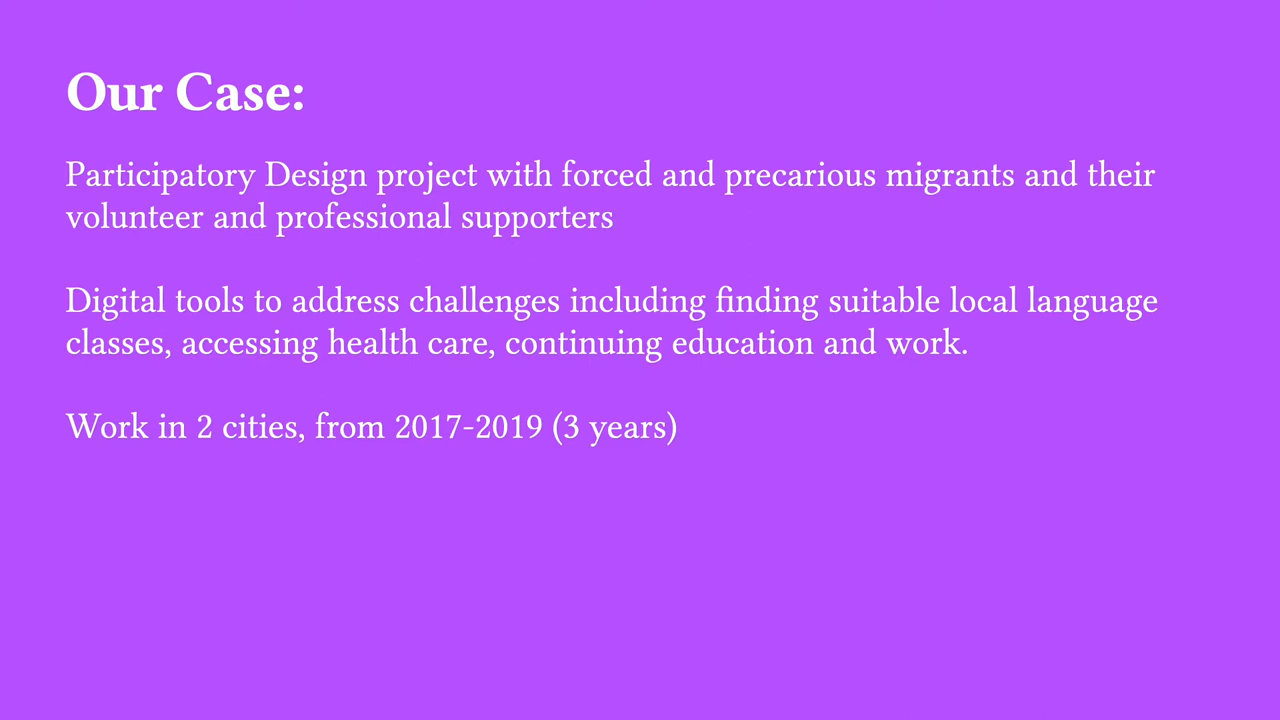 Our Case:
Participatory Design project with forced and precarious migrants and their
volunteer and professional supporters
Digital tools to address challenges including finding suitable local language
classes, accessing health care, continuing education and work.
Work in 2 cities, from 2017-2019 (3 years)